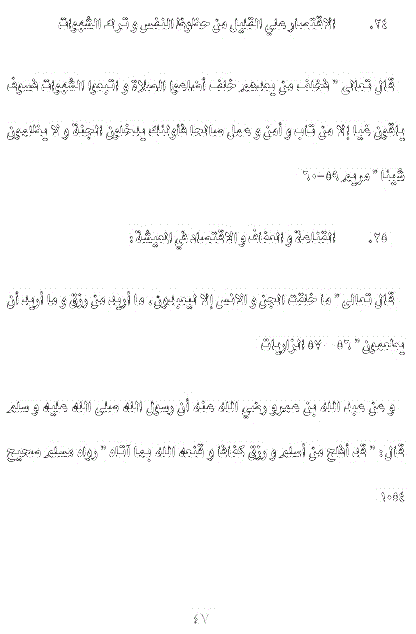 ٢٤. الاقتصار علي القليل من حظوظ النفس و ترك الشهوات
قال تعالى " فخلف من بعدهم خلف أضاعوا الصلاة و اتبعوا الشهوات فسوف
يلقون غيا إلا من تاب و أمن و عمل صالحا فأولئك يدخلون الجنة و لا يظلمون
شيئا " مريم ٥٩-٦٠
٢٥. القناعة و العفاف و الاقتصاد في المعيشة :
قال تعالى " ما خلقت الجن و الانس إلا ليعبدون ، ما أريد من رزق و ما أريد أن
يطعمون " ٥٦-٥٧ الزاريات
و عن عبد الله بن عمرو رضي الله عنه أن رسول الله صلى الله عليه و سلم
قال : " قد أفلح من أسلم و رزق كفافا و قنعه الله بما آتاه " رواه مسلم صحيح
١٠٥٤
٤٧